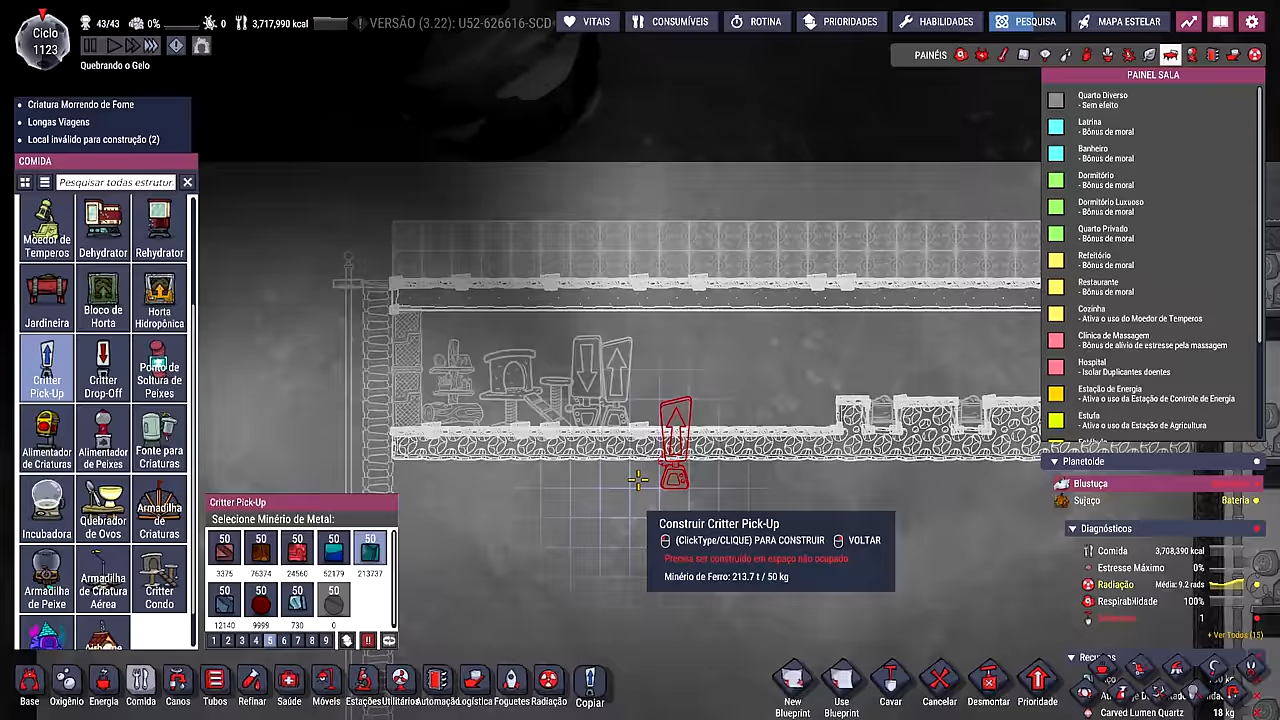 Ciclo
1123
43/43
0%
0
3,717,990 kcal
VERSÃO (3.22): U52-626616-SCD
Quebrando o Gelo
VITAIS
CONSUMÍVEIS
ROTINA
PRIORIDADES
HABILIDADES
PESQUISA
MAPA ESTELAR
PAINÉIS
PAINEL SALA
Quarto Diverso
- Sem efeito
Latrina
- Bônus de moral
Banheiro
- Bônus de moral
Dormitório
- Bônus de moral
Dormitório Luxuoso
- Bônus de moral
Quarto Privado
- Bônus de moral
Refeitório
- Bônus de moral
Restaurante
- Bônus de moral
Cozinha
- Ativa o uso do Moedor de Temperos
Clínica de Massagem
- Bônus de alívio de estresse pela massagem
Hospital
- Isolar Duplicantes doentes
Estação de Energia
- Ativa o uso da Estação de Controle de Energia
Estufa
- Ativa o uso da Estação de Agricultura
Criatura Morrendo de Fome
Longas Viagens
Local inválido para construção (2)
COMIDA
Pesquisar todas estrutur
Moedor de Temperos
Dehydrator
Rehydrator
Jardineira
Bloco de Horta
Horta Hidropônica
Critter Pick-Up
Critter Drop-Off
Ponto de Soltura de Peixes
Alimentador de Criaturas
Alimentador de Peixes
Fonte para Criaturas
Incubadora
Quebrador de Ovos
Armadilha de Criaturas
Armadilha de Peixe
Armadilha de Criatura Aérea
Critter Condo
Critter Pick-Up
Selecione Minério de Metal:
50 50 50 50 50
3375 76374 24560 52179 213737
50 50 50 50
12140 9999 730 0
1 2 3 4 5 6 7 8 9
Construir Critter Pick-Up
(ClickType/CLIQUE) PARA CONSTRUIR VOLTAR
Precisa ser construído em espaço não ocupado
Minério de Ferro: 213.7 t / 50 kg
Planetoide
Blustuça
Sujaço Bateria
Diagnósticos
Comida 3,708,390 kcal
Estresse Máximo 0%
Radiação Média: 9.2 rads
Respirabilidade 100%
1
+ Ver Todos (15)
Carved Lumen Quartz 18 kg
Base
Oxigênio
Energia
Comida
Canos
Tubos
Refinar
Saúde
Móveis
Estações
Utilitários
Automação
Logística
Foguetes
Radiação
Copiar
New Blueprint
Use Blueprint
Cavar
Cancelar
Desmontar
Prioridade